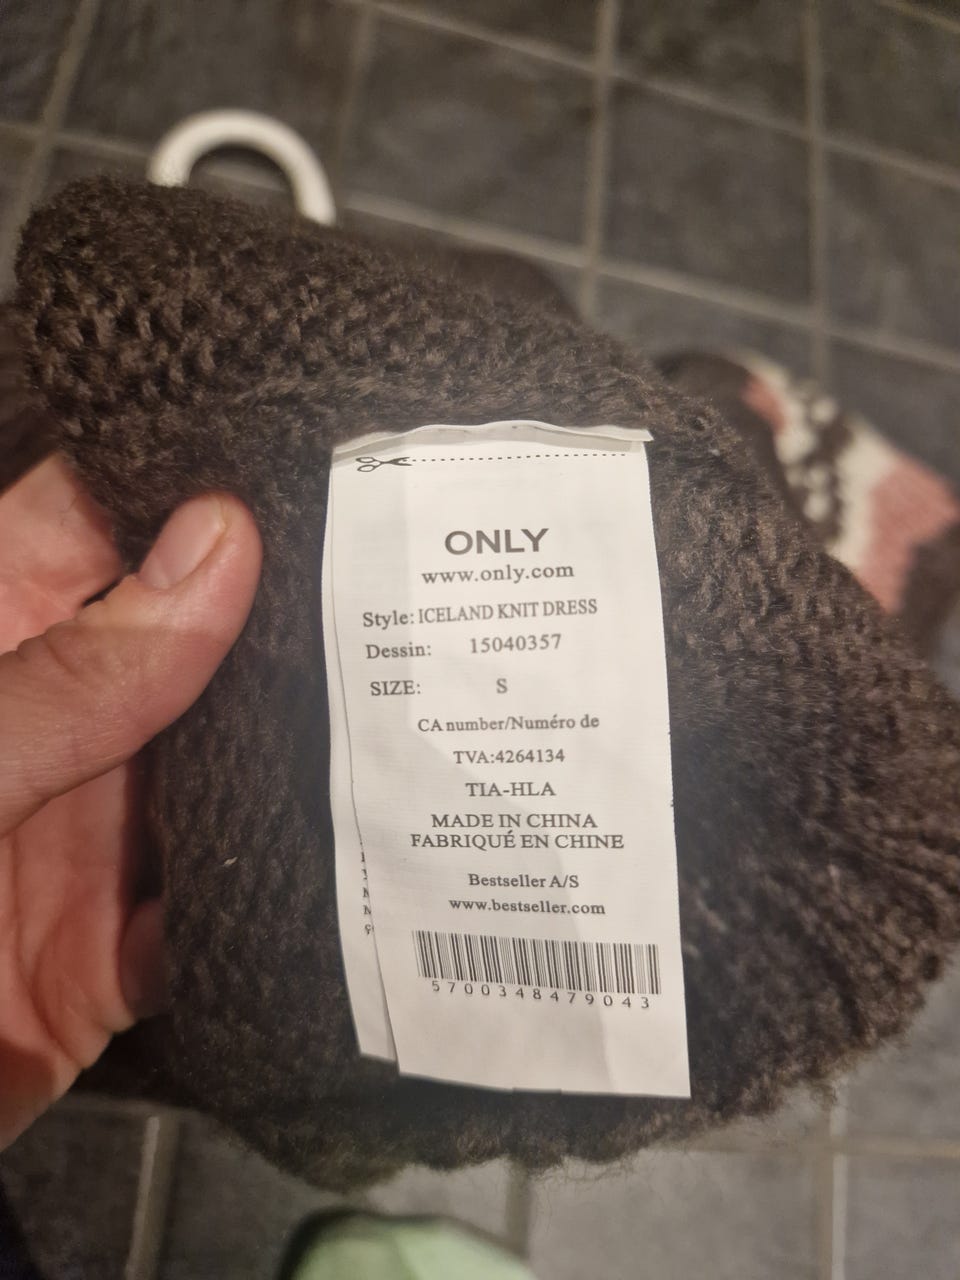 ONLY
www.only.com
Style: ICELAND KNIT DRESS
Dessin: 15040357
SIZE: S
CA number/Numéro de
TVA:4264134
TIA-HLA
MADE IN CHINA
FABRIQUÉ EN CHINE
Bestseller A/S
www.bestseller.com
5700348479043